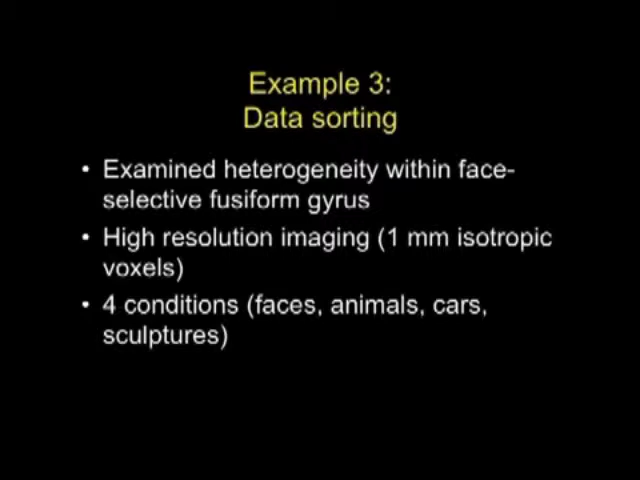 Example 3:
Data sorting
• Examined heterogeneity within face-
selective fusiform gyrus
• High resolution imaging (1 mm isotropic
voxels)
• 4 conditions (faces, animals, cars,
sculptures)